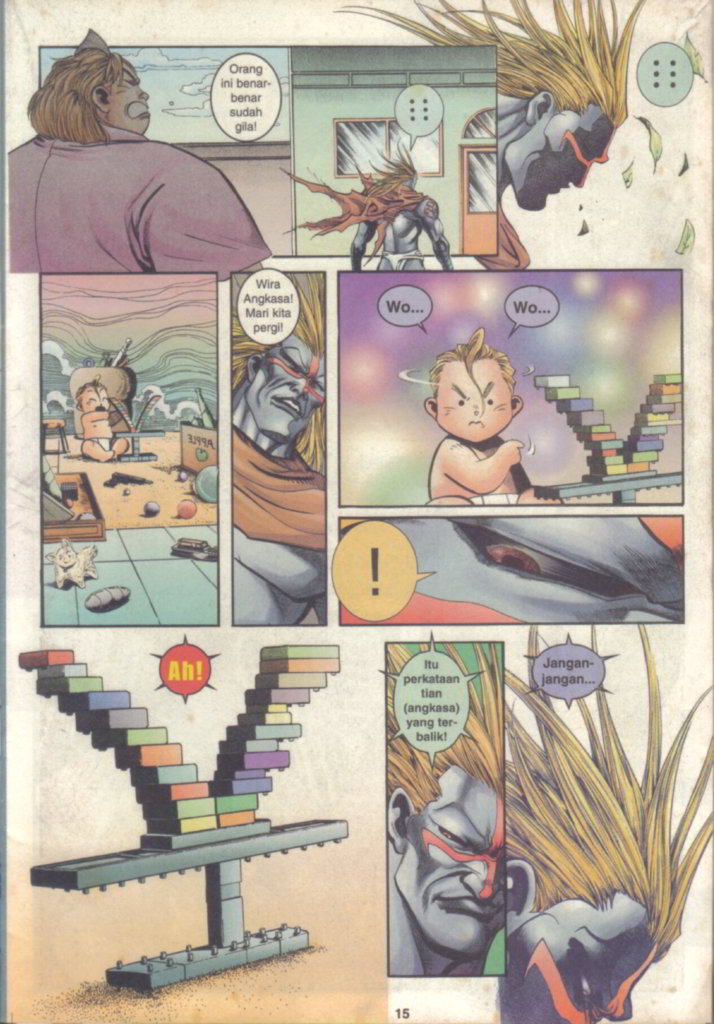 Orang
ini benar-
benar
sudah
gila!
Wira
Angkasa!
Mari kita
pergi!
Wo...
Wo...
APPLE
!
Ah!
Itu
perkataan
tian
(angkasa)
yang ter-
balik!
Jangan-
jangan...
15